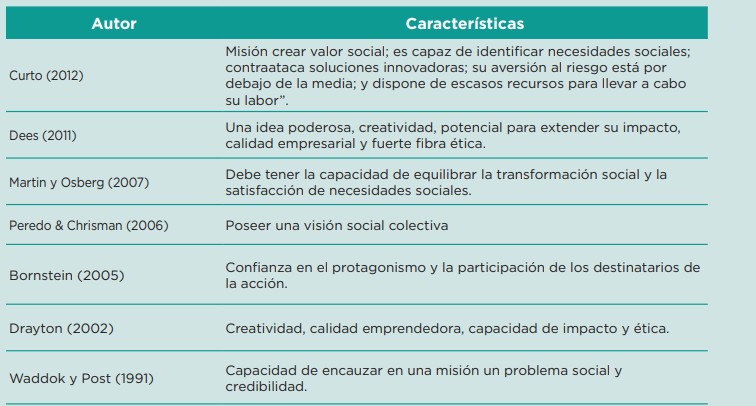 Autor
Características
Curto (2012)
Misión crear valor social; es capaz de identificar necesidades sociales;
contraataca soluciones innovadoras; su aversión al riesgo está por
debajo de la media; y dispone de escasos recursos para llevar a cabo
su labor”.
Dees (2011)
Una idea poderosa, creatividad, potencial para extender su impacto,
calidad empresarial y fuerte fibra ética.
Martin y Osberg (2007)
Debe tener la capacidad de equilibrar la transformación social y la
satisfacción de necesidades sociales.
Peredo & Chrisman (2006)
Poseer una visión social colectiva
Bornstein (2005)
Confianza en el protagonismo y la participación de los destinatarios de
la acción.
Drayton (2002)
Creatividad, calidad emprendedora, capacidad de impacto y ética.
Waddok y Post (1991)
Capacidad de encauzar en una misión un problema social y
credibilidad.